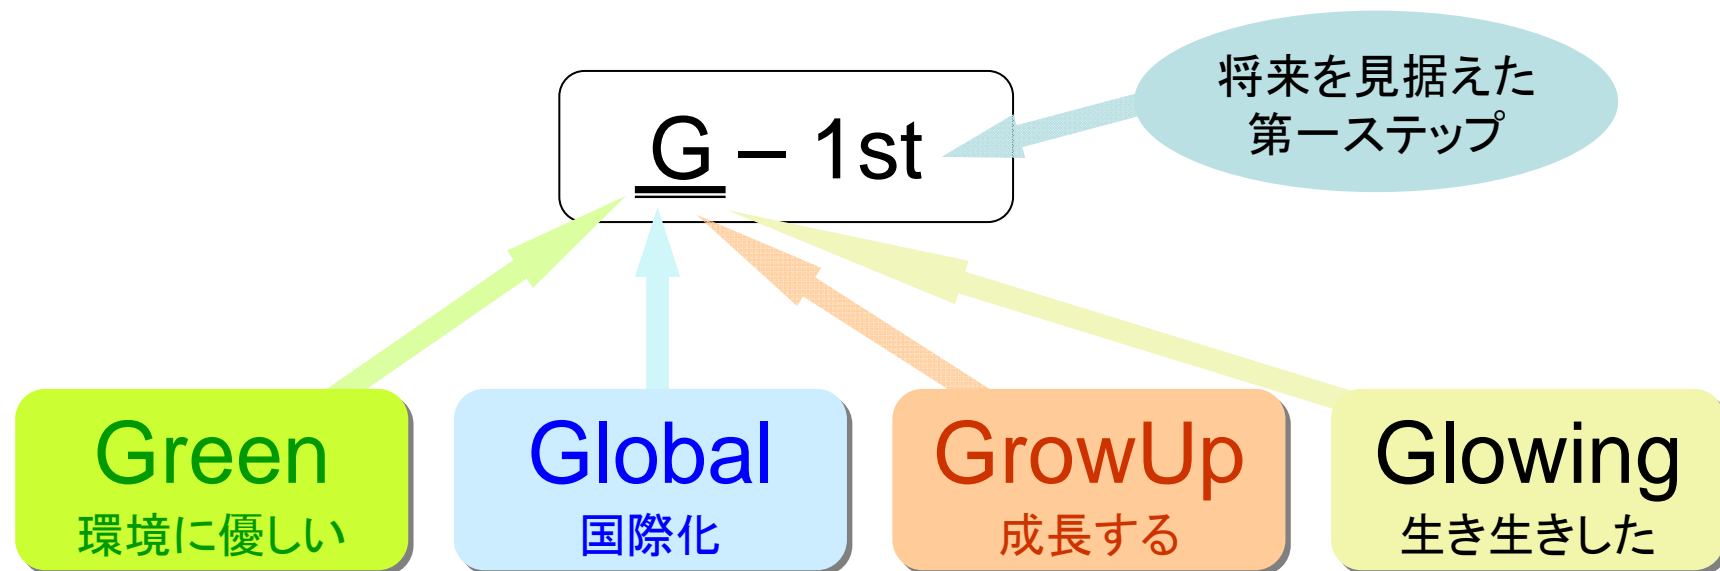 将来を見据えた
第一ステップ
G – 1st
Green
環境に優しい
Global
国際化
GrowUp
成長する
Glowing
生き生きした